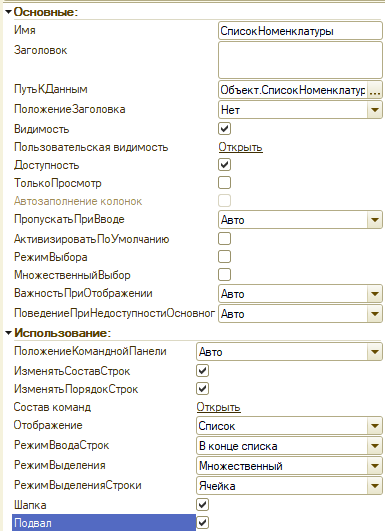 Основные:
Имя СписокНоменклатуры
Заголовок
ПутьКДанным Объект.СписокНоменклатур ...
ПоложениеЗаголовка Нет
Видимость
Пользовательская видимость Открыть
Доступность
ТолькоПросмотр
Автозаполнение колонок
ПропускатьПриВводе Авто
АктивизироватьПоУмолчанию
РежимВыбора
МножественныйВыбор
ВажностьПриОтображении Авто
ПоведениеПриНедоступностиОсновног Авто
Использование:
ПоложениеКоманднойПанели Авто
ИзменятьСоставСтрок
ИзменятьПорядокСтрок
Состав команд Открыть
Отображение Список
РежимВводаСтрок В конце списка
РежимВыделения Множественный
РежимВыделенияСтроки Ячейка
Шапка
Подвал